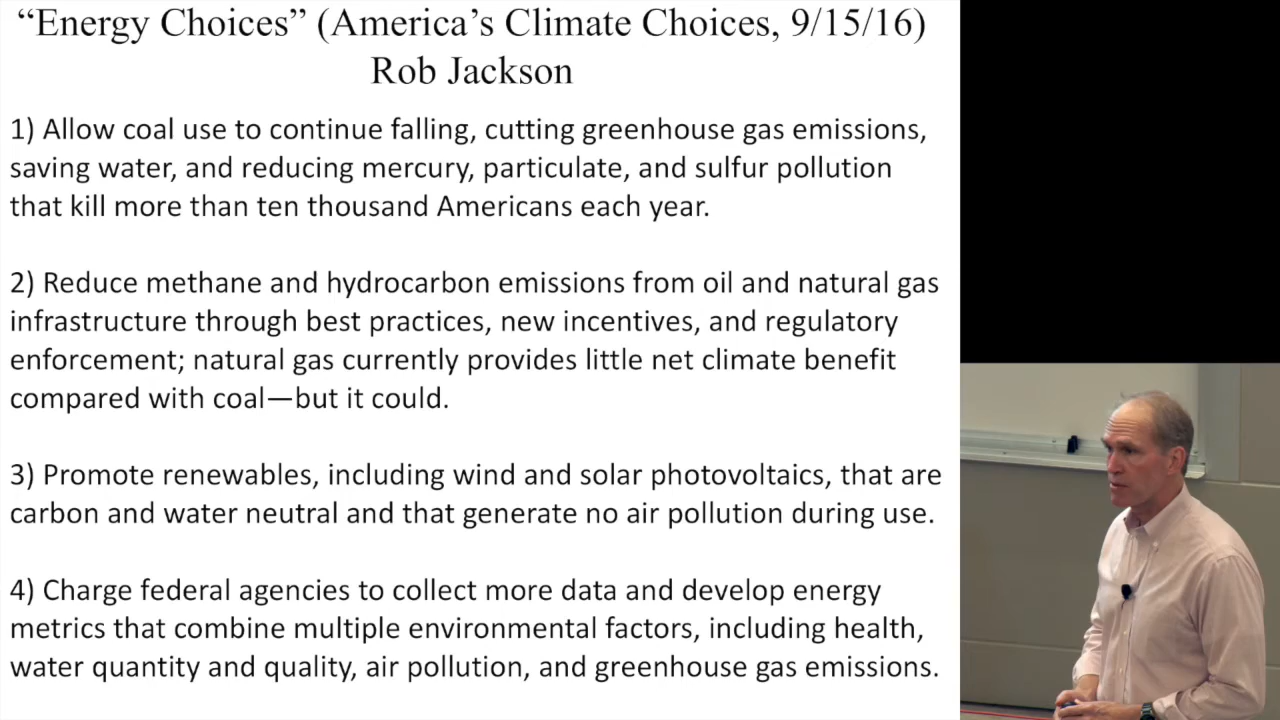 “Energy Choices” (America’s Climate Choices, 9/15/16)
Rob Jackson
1) Allow coal use to continue falling, cutting greenhouse gas emissions,
saving water, and reducing mercury, particulate, and sulfur pollution
that kill more than ten thousand Americans each year.
2) Reduce methane and hydrocarbon emissions from oil and natural gas
infrastructure through best practices, new incentives, and regulatory
enforcement; natural gas currently provides little net climate benefit
compared with coal—but it could.
3) Promote renewables, including wind and solar photovoltaics, that are
carbon and water neutral and that generate no air pollution during use.
4) Charge federal agencies to collect more data and develop energy
metrics that combine multiple environmental factors, including health,
water quantity and quality, air pollution, and greenhouse gas emissions.